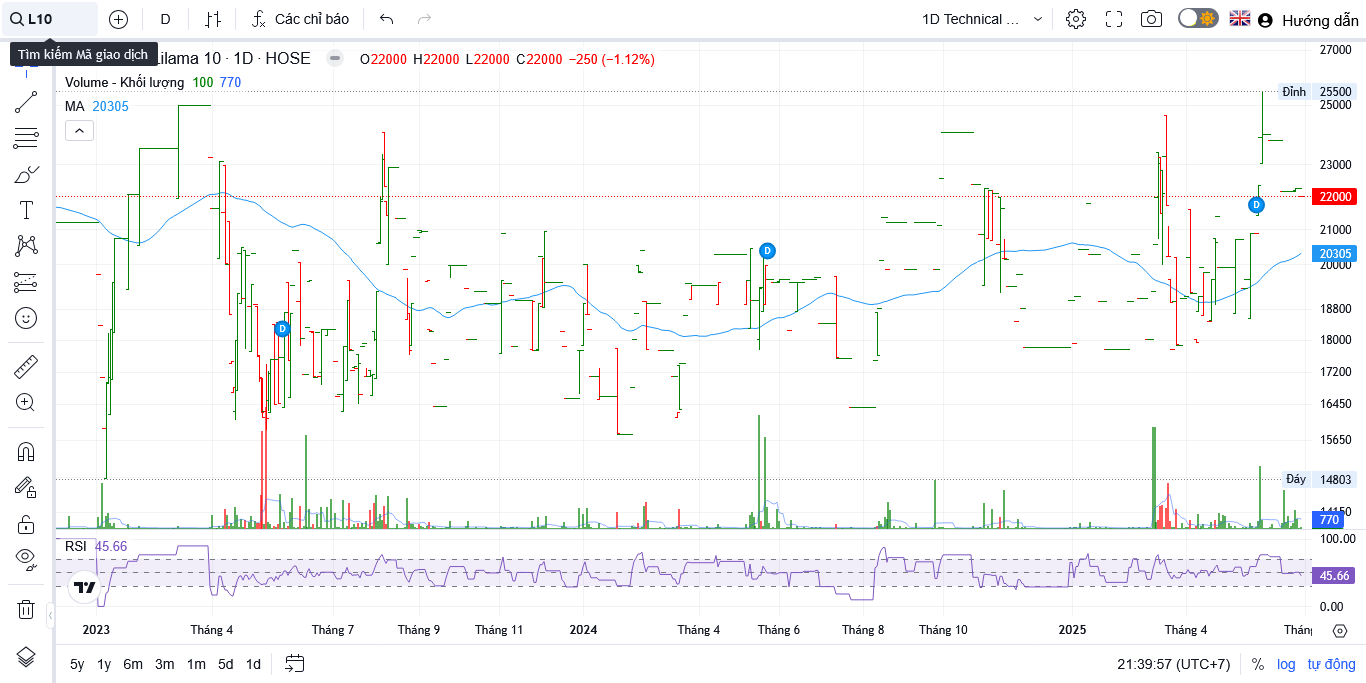 L10
D
Các chỉ báo
1D Technical ...
Hướng dẫn
Tìm kiếm Mã giao dịch
Lilama 10 · 1D · HOSE
O22000 H22000 L22000 C22000 −250 (−1.12%)
Volume - Khối lượng 100 770
MA 20305
27000
Đỉnh 25500
25000
23000
22000
D
21000
D
20305
20000
18800
D
18000
17200
16450
15650
Đáy 14803
14450
770
RSI 45.66
100.00
45.66
0.00
2023 Tháng 4 Tháng 7 Tháng 9 Tháng 11 2024 Tháng 4 Tháng 6 Tháng 8 Tháng 10 2025 Tháng 4
5y 1y 6m 3m 1m 5d 1d
21:39:57 (UTC+7) % log tự động